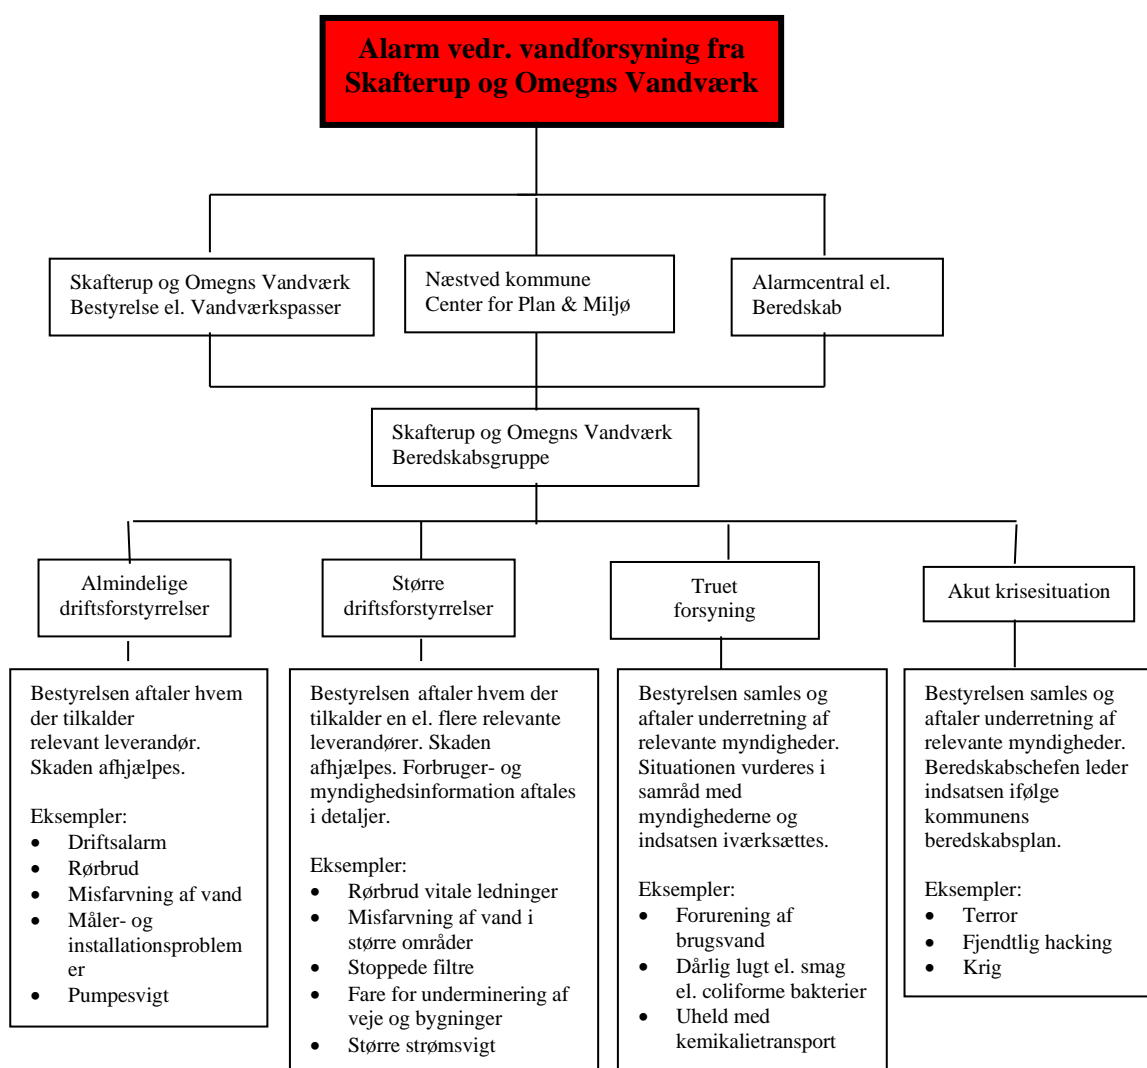 Alarm vedr. vandforsyning fra
Skafterup og Omegns Vandværk
Skafterup og Omegns Vandværk
Bestyrelse el. Vandværkspasser
Næstved kommune
Center for Plan & Miljø
Alarmcentral el.
Beredskab
Skafterup og Omegns Vandværk
Beredskabsgruppe
Almindelige
driftsforstyrrelser
Større
driftsforstyrrelser
Truet
forsyning
Akut krisesituation
Bestyrelsen aftaler hvem
der tilkalder
relevant leverandør.
Skaden afhjælpes.
Eksempler:
• Driftsalarm
• Rørbrud
• Misfarvning af vand
• Måler- og
installationsproblem
er
• Pumpesvigt
Bestyrelsen aftaler hvem der
tilkalder en el. flere relevante
leverandører. Skaden
afhjælpes. Forbruger- og
myndighedsinformation aftales
i detaljer.
Eksempler:
• Rørbrud vitale ledninger
• Misfarvning af vand i
større områder
• Stoppede filtre
• Fare for underminering af
veje og bygninger
• Større strømsvigt
Bestyrelsen samles og
aftaler underretning af
relevante myndigheder.
Situationen vurderes i
samråd med
myndighederne og
indsatsen iværksættes.
Eksempler:
• Forurening af
brugsvand
• Dårlig lugt el. smag
el. coliforme bakterier
• Uheld med
kemikalietransport
Bestyrelsen samles og
aftaler underretning af
relevante myndigheder.
Beredskabschefen leder
indsatsen ifølge
kommunens
beredskabsplan.
Eksempler:
• Terror
• Fjendtlig hacking
• Krig